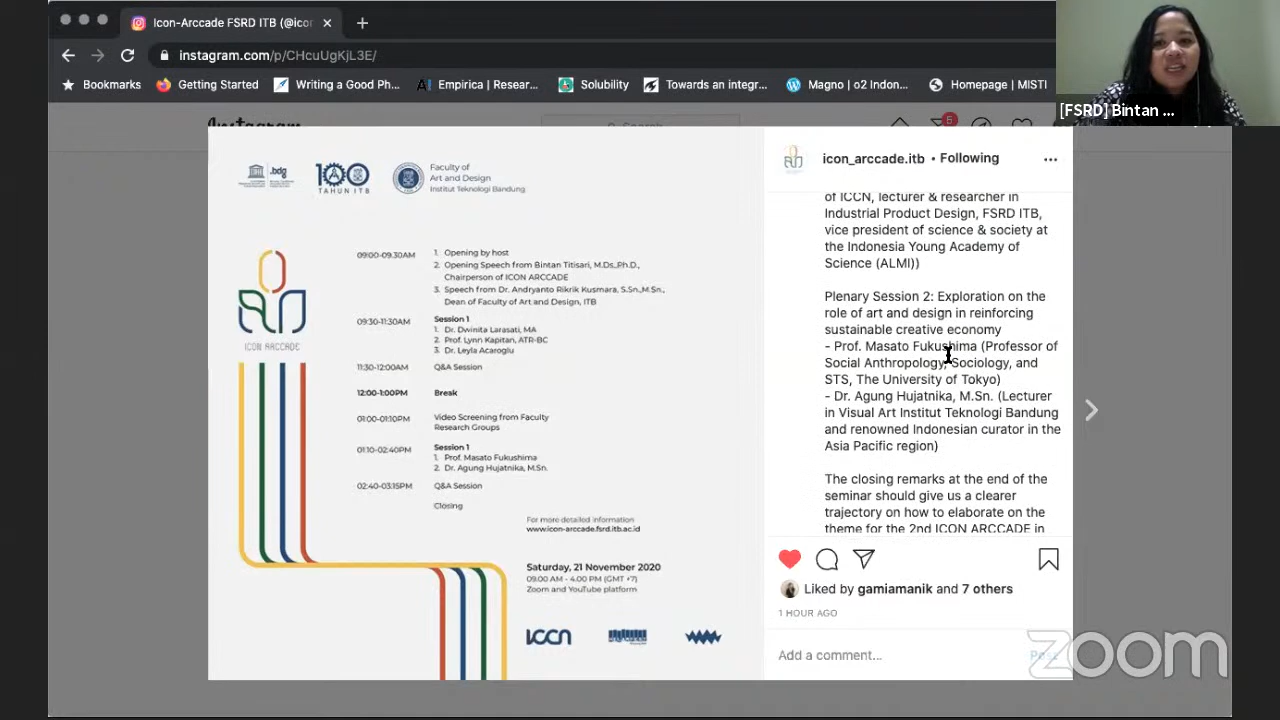 Icon-Arccade FSRD ITB (@icor
instagram.com/p/CHcuUgKjL3E/
Bookmarks
Getting Started
Writing a Good Ph...
Empirica | Resear...
Solubility
Towards an integr...
Magno | o2 Indon...
Homepage | MISTI
[FSRD] Bintan ...
Instagram
Search
5
.bdg
100
TAHUN ITB
Faculty of
Art and Design
Institut Teknologi Bandung
ICON ARCCADE
09:00-09.30AM
1. Opening by host
2. Opening Speech from Bintan Titisari, M.Ds.,Ph.D.,
Chairperson of ICON ARCCADE
3. Speech from Dr. Andryanto Rikrik Kusmara, S.Sn.,M.Sn.,
Dean of Faculty of Art and Design, ITB
09:30-11:30AM
Session 1
1. Dr. Dwinita Larasati, MA
2. Prof. Lynn Kapitan, ATR-BC
3. Dr. Leyla Acaroglu
11:30-12:00AM
Q&A Session
12:00-1:00PM
Break
01:00-01:10PM
Video Screening from Faculty
Research Groups
01:10-02:40PM
Session 1
1. Prof. Masato Fukushima
2. Dr. Agung Hujatnika, M.Sn.
02:40-03:15PM
Q&A Session
Closing
For more detailed information
www.icon-arccade.fsrd.itb.ac.id
Saturday, 21 November 2020
09.00 AM - 4.00 PM (GMT +7)
Zoom and YouTube platform
ICCN
icon_arccade.itb • Following
of ICCN, lecturer & researcher in
Industrial Product Design, FSRD ITB,
vice president of science & society at
the Indonesia Young Academy of
Science (ALMI))
Plenary Session 2: Exploration on the
role of art and design in reinforcing
sustainable creative economy
- Prof. Masato Fukushima (Professor of
Social Anthropology, Sociology, and
STS, The University of Tokyo)
- Dr. Agung Hujatnika, M.Sn. (Lecturer
in Visual Art Institut Teknologi Bandung
and renowned Indonesian curator in the
Asia Pacific region)
The closing remarks at the end of the
seminar should give us a clearer
trajectory on how to elaborate on the
theme for the 2nd ICON ARCCADE in
Liked by gamiamanik and 7 others
1 HOUR AGO
Add a comment...
Post
zoom